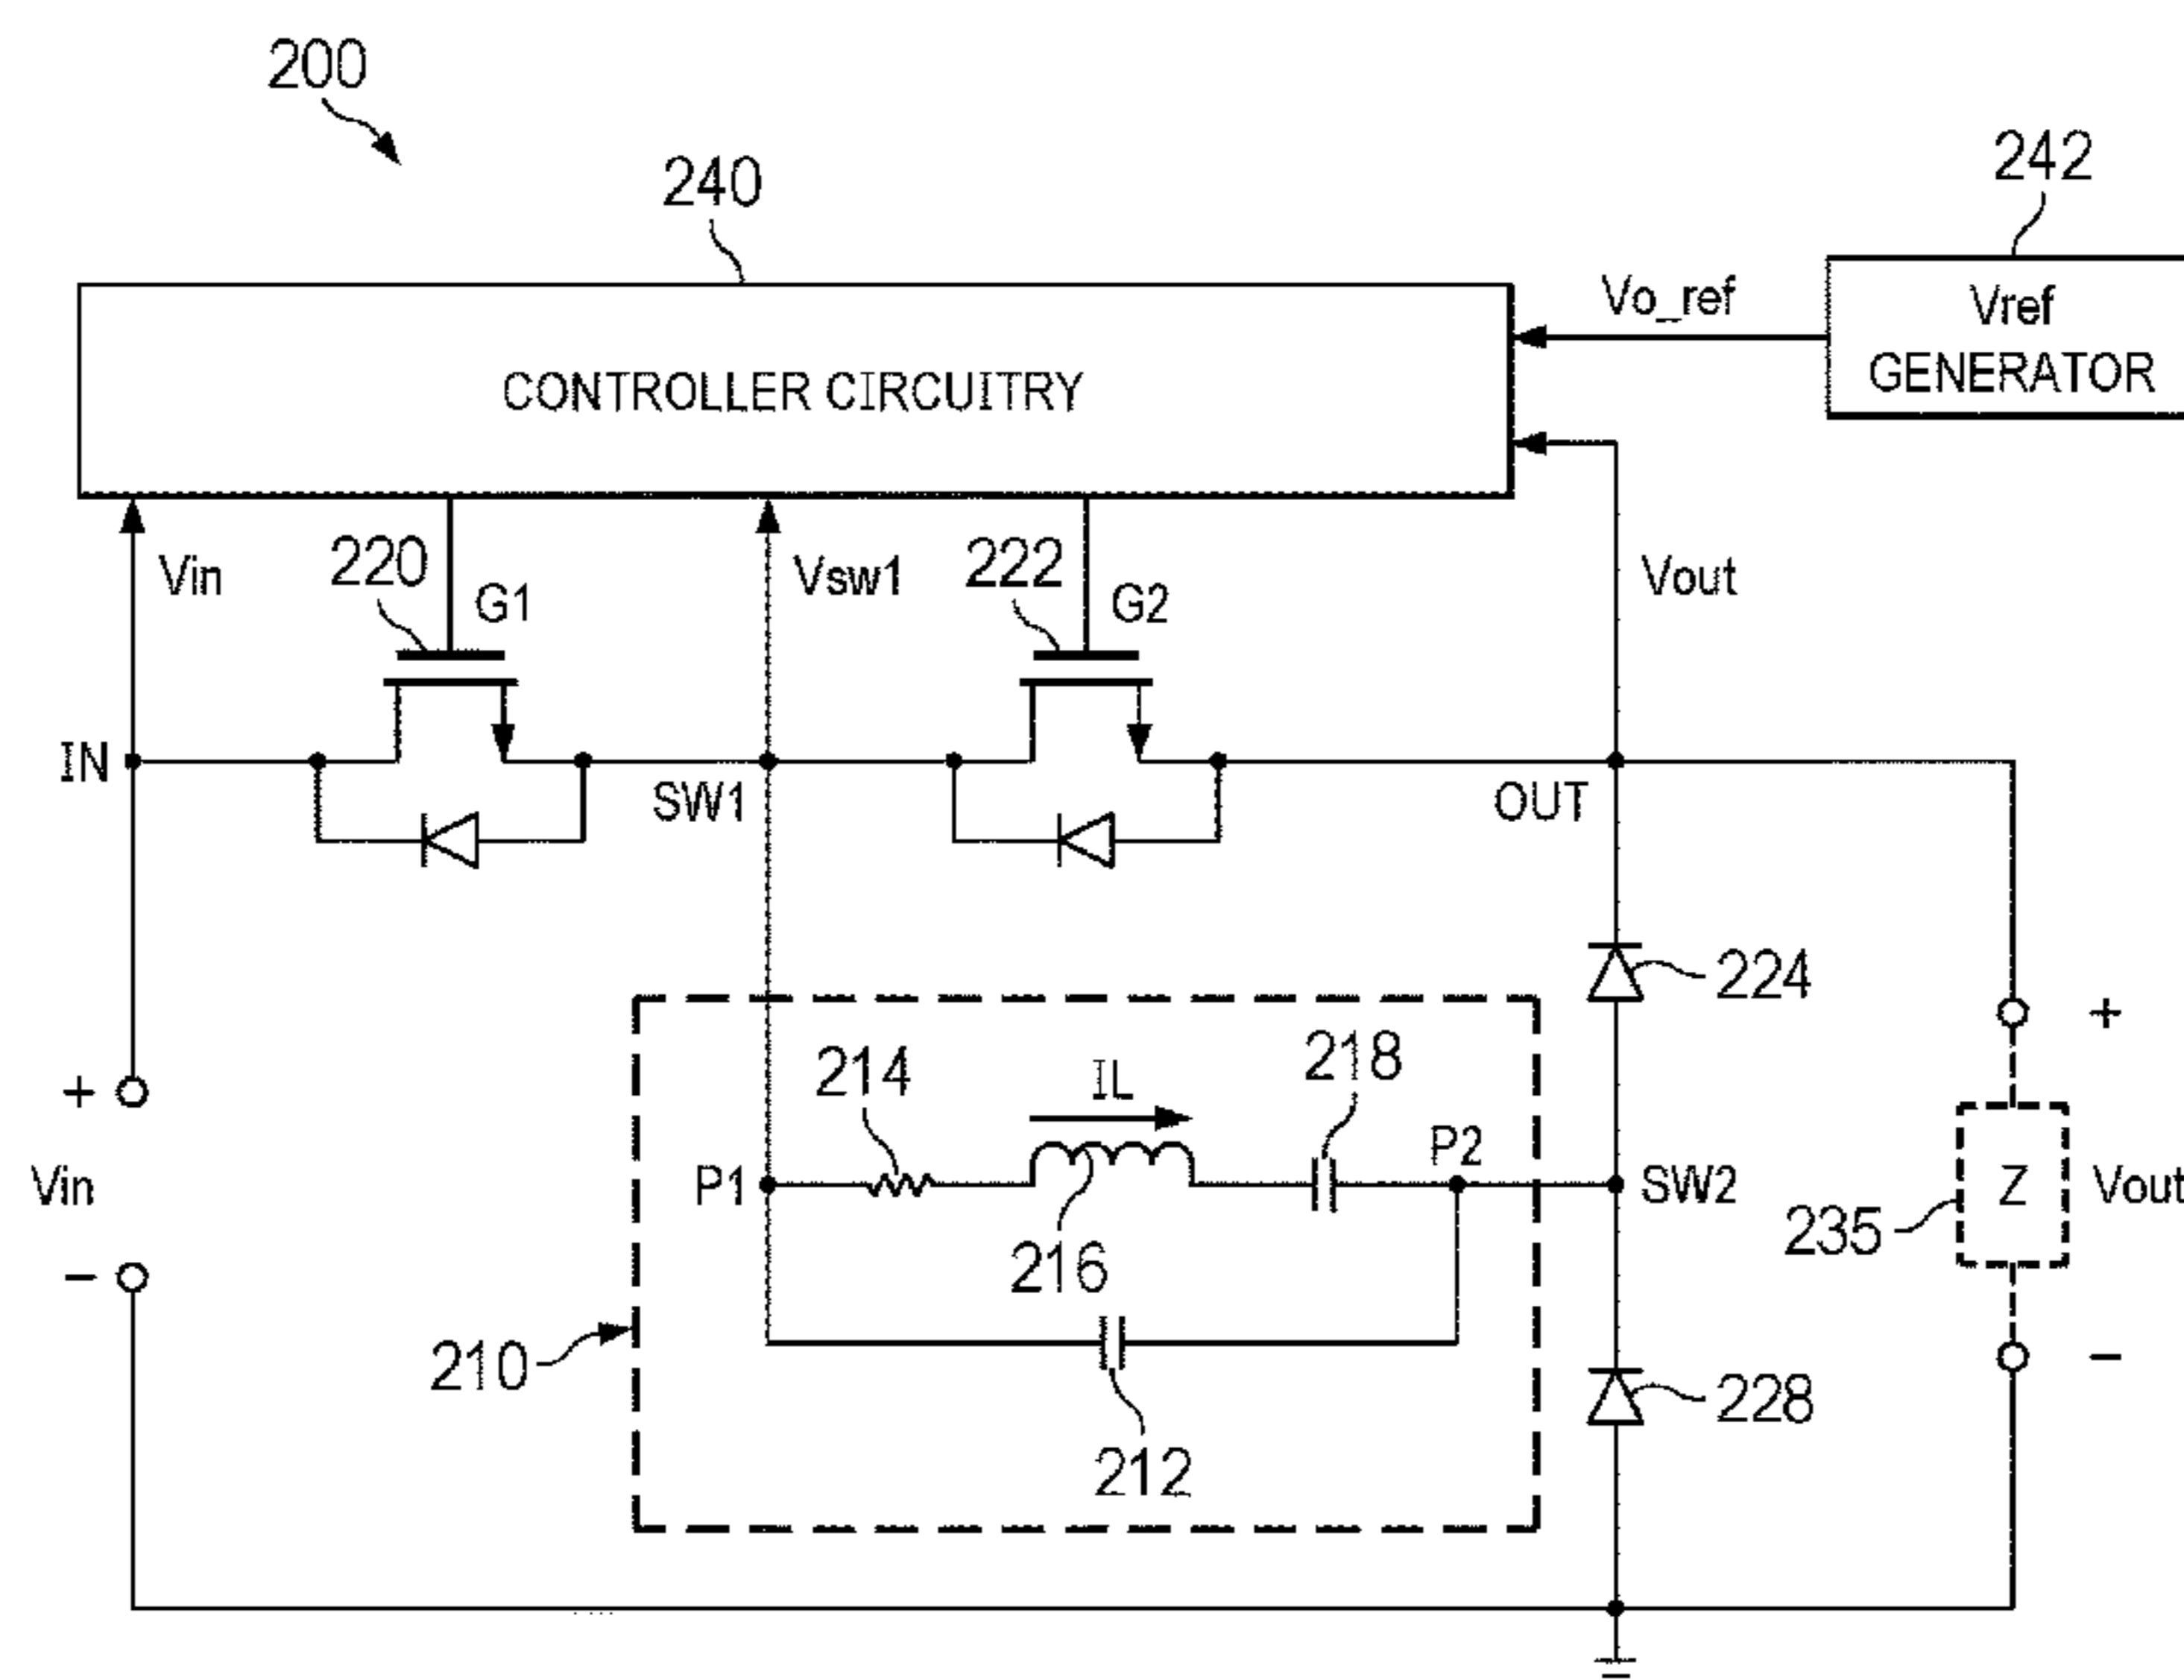 200
240
242
Vo_ref
Vref
GENERATOR
CONTROLLER CIRCUITRY
Vin
220
G1
Vsw1
222
G2
Vout
IN
SW1
OUT
224
+
214
IL
218
+
Vin
P1
P2
SW2
Z
Vout
216
235
−
210
−
228
212